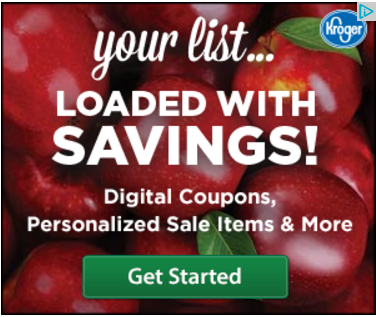 your list...
Kroger
LOADED WITH
SAVINGS!
Digital Coupons,
Personalized Sale Items & More
Get Started